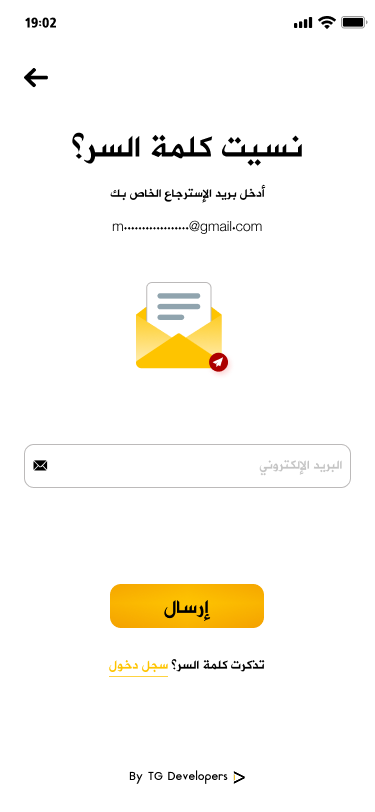 19:02
نسيت كلمة السر؟
أدخل بريد الإسترجاع الخاص بك
m··················@gmail.com
البريد الإلكتروني
إرسال
تذكرت كلمة السر؟ سجل دخول
By TG Developers